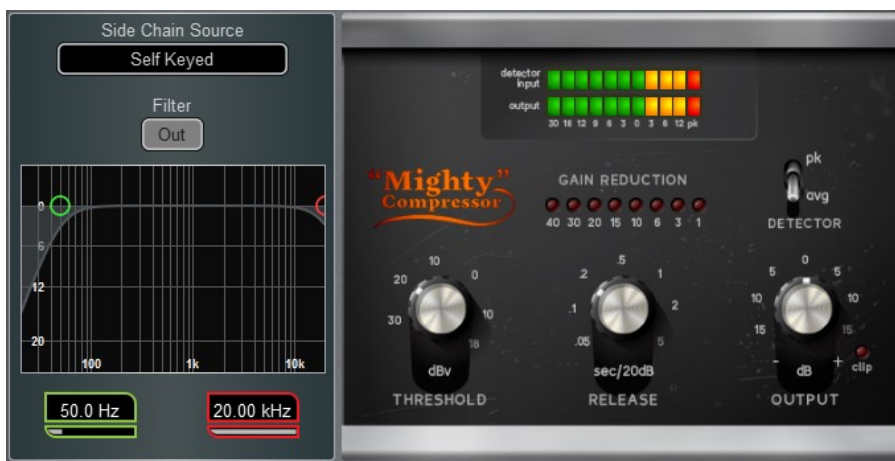 Side Chain Source
Self Keyed
Filter
Out
0
6
12
20
100 1k 10k
50.0 Hz 20.00 kHz
detector input
output
30 18 12 9 6 3 0 3 6 12 pk
"Mighty"
Compressor
GAIN REDUCTION
40 30 20 15 10 6 3 1
pk
avg
DETECTOR
30 20 10 0 10 18
dBv
THRESHOLD
.05 .1 .2 .5 1 2 5
sec/20dB
RELEASE
15 10 5 0 5 10 15
- +
dB
OUTPUT
clip